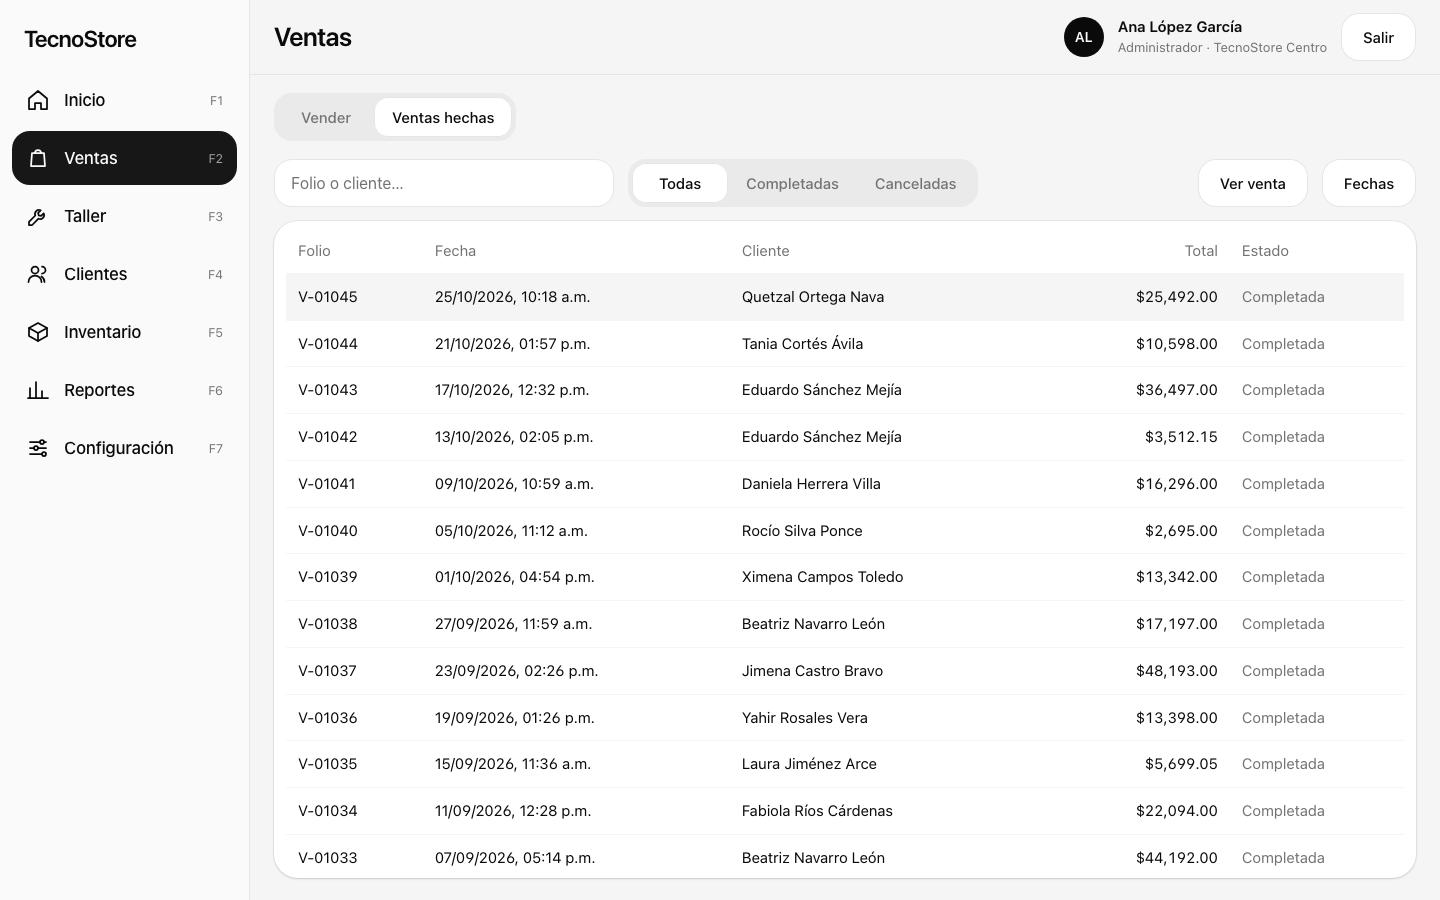 TecnoStore
Inicio F1
Ventas F2
Taller F3
Clientes F4
Inventario F5
Reportes F6
Configuración F7
Ventas
AL
Ana López García
Administrador · TecnoStore Centro
Salir
Vender Ventas hechas
Folio o cliente... Todas Completadas Canceladas Ver venta Fechas
Folio Fecha Cliente Total Estado
V-01045 25/10/2026, 10:18 a.m. Quetzal Ortega Nava $25,492.00 Completada
V-01044 21/10/2026, 01:57 p.m. Tania Cortés Ávila $10,598.00 Completada
V-01043 17/10/2026, 12:32 p.m. Eduardo Sánchez Mejía $36,497.00 Completada
V-01042 13/10/2026, 02:05 p.m. Eduardo Sánchez Mejía $3,512.15 Completada
V-01041 09/10/2026, 10:59 a.m. Daniela Herrera Villa $16,296.00 Completada
V-01040 05/10/2026, 11:12 a.m. Rocío Silva Ponce $2,695.00 Completada
V-01039 01/10/2026, 04:54 p.m. Ximena Campos Toledo $13,342.00 Completada
V-01038 27/09/2026, 11:59 a.m. Beatriz Navarro León $17,197.00 Completada
V-01037 23/09/2026, 02:26 p.m. Jimena Castro Bravo $48,193.00 Completada
V-01036 19/09/2026, 01:26 p.m. Yahir Rosales Vera $13,398.00 Completada
V-01035 15/09/2026, 11:36 a.m. Laura Jiménez Arce $5,699.05 Completada
V-01034 11/09/2026, 12:28 p.m. Fabiola Ríos Cárdenas $22,094.00 Completada
V-01033 07/09/2026, 05:14 p.m. Beatriz Navarro León $44,192.00 Completada